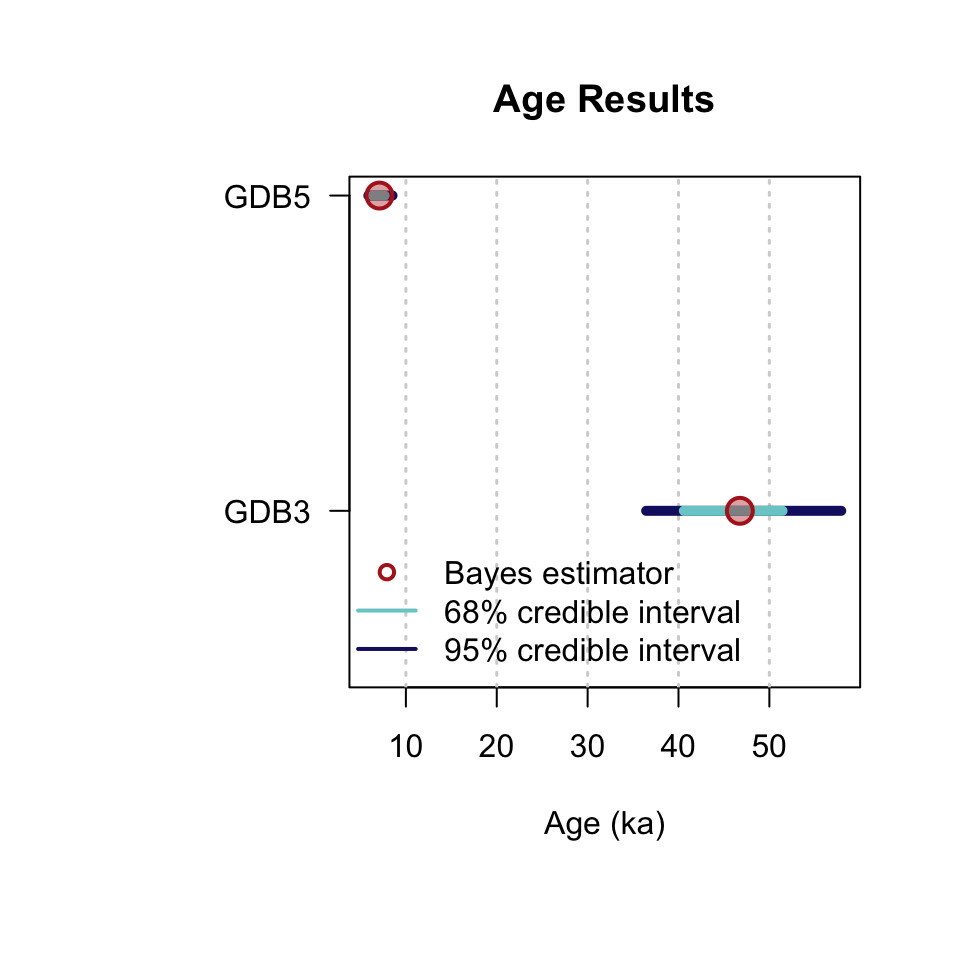 Age Results
GDB5
GDB3
Bayes estimator
68% credible interval
95% credible interval
10 20 30 40 50
Age (ka)